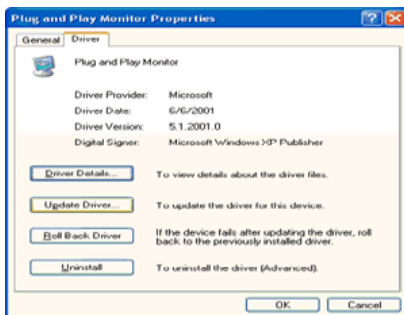 Plug and Play Monitor Properties
General Driver
Plug and Play Monitor
Driver Provider: Microsoft
Driver Date: 6/6/2001
Driver Version: 5.1.2001.0
Digital Signer: Microsoft Windows XP Publisher
Driver Details... To view details about the driver files.
Update Driver... To update the driver for this device.
Roll Back Driver If the device fails after updating the driver, roll
back to the previously installed driver.
Uninstall To uninstall the driver (Advanced).
OK Cancel